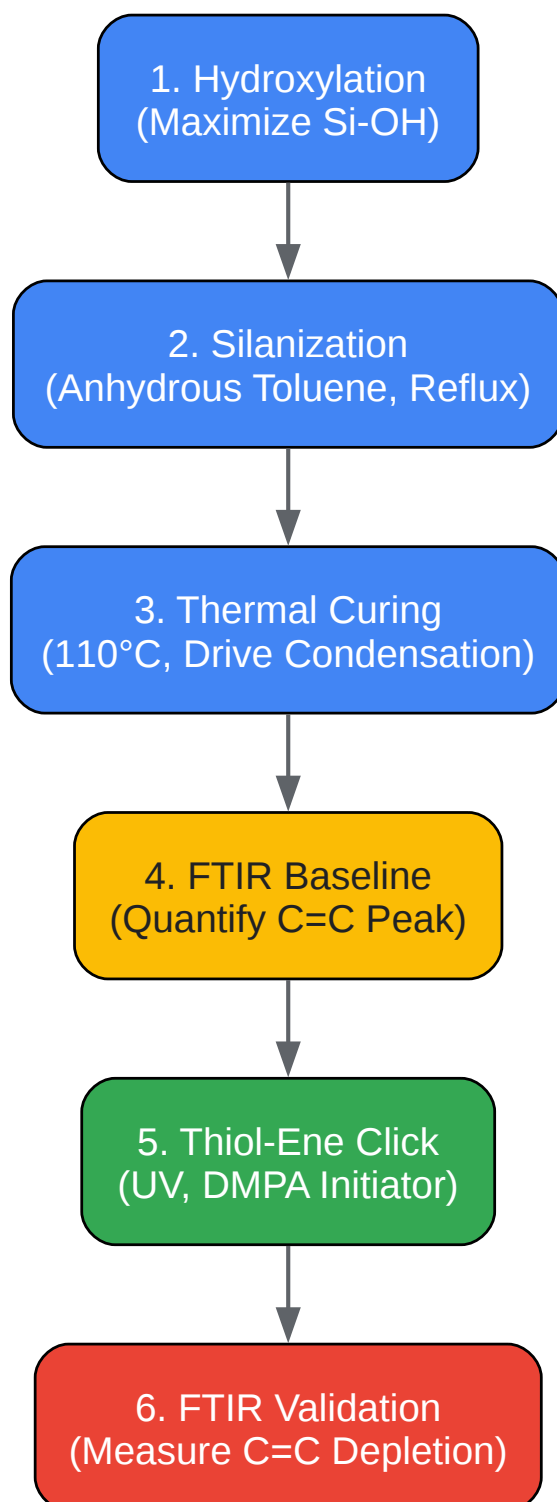 1. Hydroxylation
(Maximize Si-OH)
2. Silanization
(Anhydrous Toluene, Reflux)
3. Thermal Curing
(110°C, Drive Condensation)
4. FTIR Baseline
(Quantify C=C Peak)
5. Thiol-Ene Click
(UV, DMPA Initiator)
6. FTIR Validation
(Measure C=C Depletion)